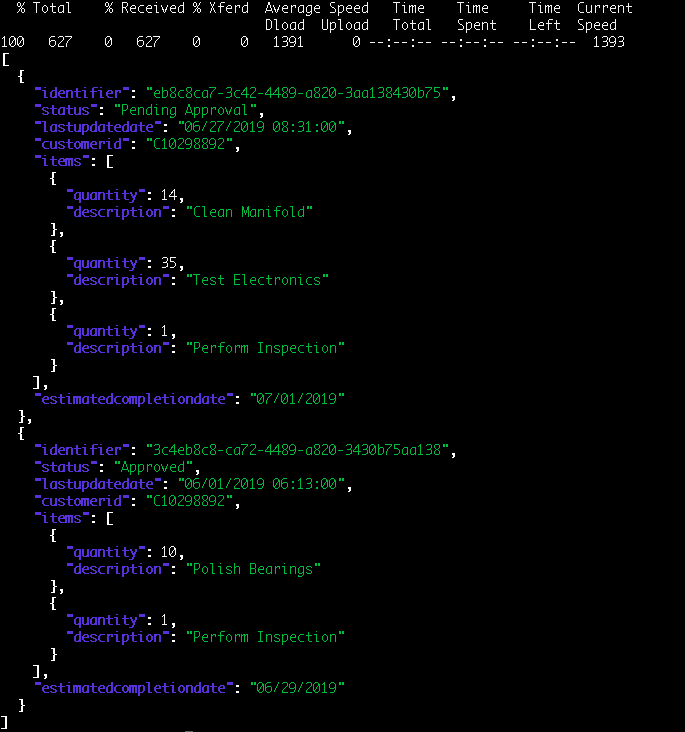 % Total % Received % Xferd Average Speed Time Time Time Current
Dload Upload Total Spent Left Speed
100 627 0 627 0 0 1391 0 --:--:-- --:--:-- --:--:-- 1393
[
{
"identifier": "eb8c8ca7-3c42-4489-a820-3aa138430b75",
"status": "Pending Approval",
"lastupdatedate": "06/27/2019 08:31:00",
"customerid": "C10298892",
"items": [
{
"quantity": 14,
"description": "Clean Manifold"
},
{
"quantity": 35,
"description": "Test Electronics"
},
{
"quantity": 1,
"description": "Perform Inspection"
}
],
"estimatedcompletiondate": "07/01/2019"
},
{
"identifier": "3c4eb8c8-ca72-4489-a820-3430b75aa138",
"status": "Approved",
"lastupdatedate": "06/01/2019 06:13:00",
"customerid": "C10298892",
"items": [
{
"quantity": 10,
"description": "Polish Bearings"
},
{
"quantity": 1,
"description": "Perform Inspection"
}
],
"estimatedcompletiondate": "06/29/2019"
}
]